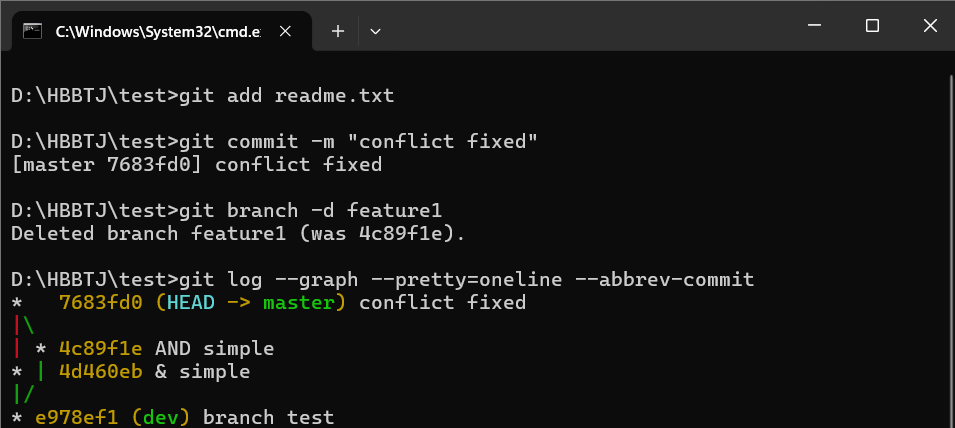 C:\Windows\System32\cmd.e
D:\HBBTJ\test>git add readme.txt
D:\HBBTJ\test>git commit -m "conflict fixed"
[master 7683fd0] conflict fixed
D:\HBBTJ\test>git branch -d feature1
Deleted branch feature1 (was 4c89f1e).
D:\HBBTJ\test>git log --graph --pretty=oneline --abbrev-commit
*   7683fd0 (HEAD -> master) conflict fixed
|\
| * 4c89f1e AND simple
* | 4d460eb & simple
|/
* e978ef1 (dev) branch test